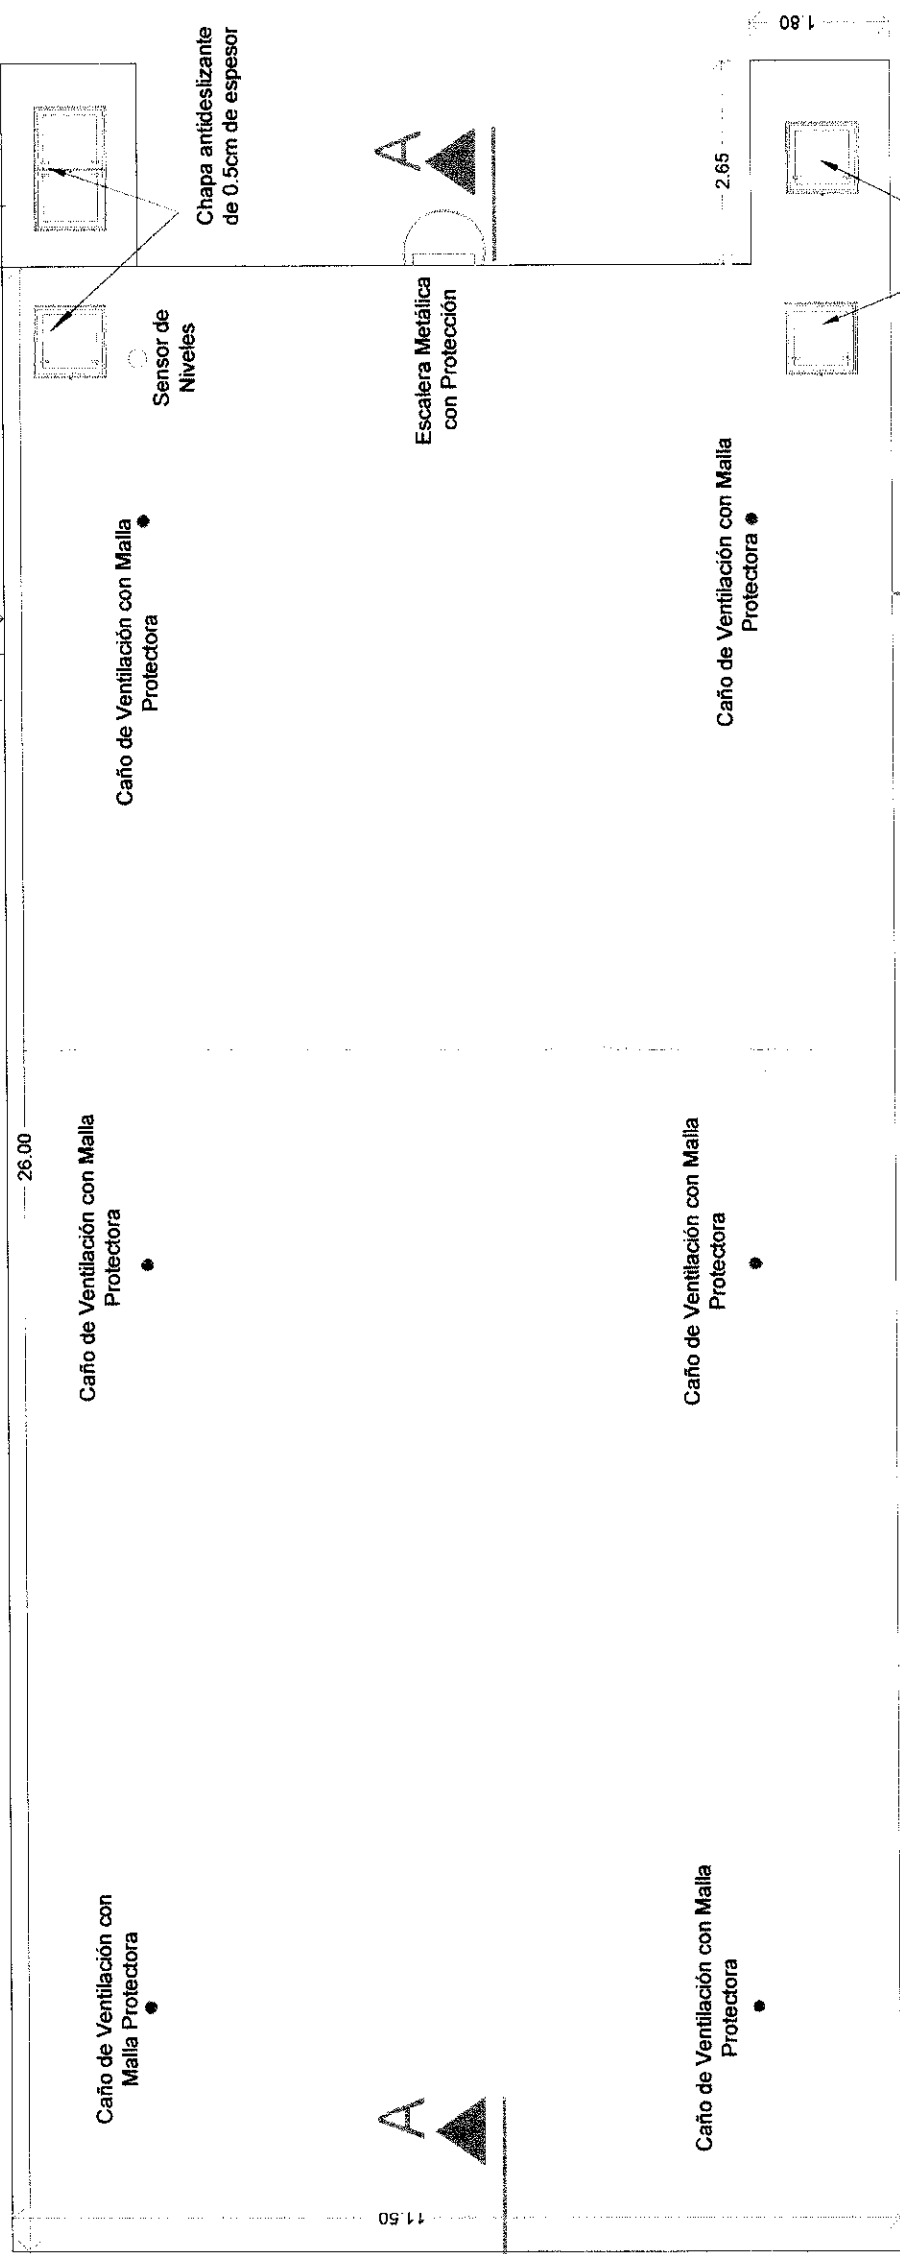 26.00
Caño de Ventilación con
Malla Protectora
Caño de Ventilación con Malla
Protectora
Caño de Ventilación con Malla
Protectora
Sensor de
Niveles
Chapa antideslizante
de 0.5cm de espesor
A
A
Escalera Metálica
con Protección
11.50
Caño de Ventilación con Malla
Protectora
Caño de Ventilación con Malla
Protectora
Caño de Ventilación con Malla
Protectora
2.65
1.80